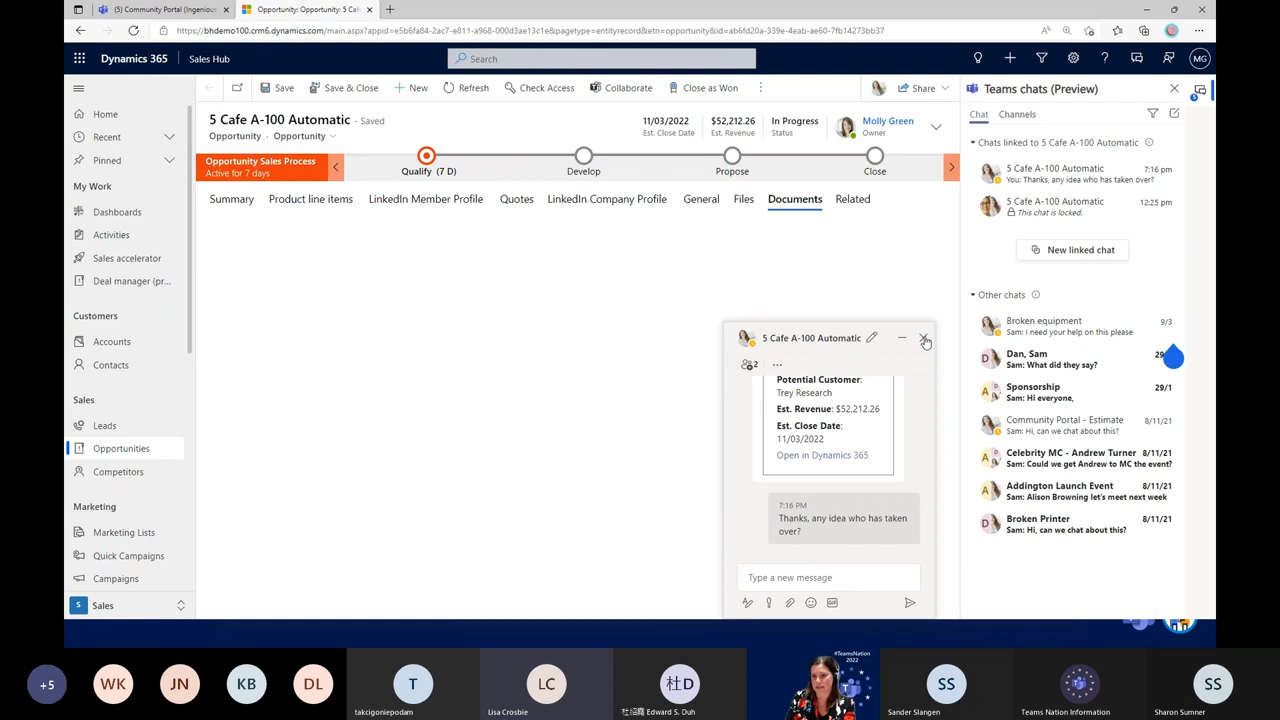 (5) Community Portal (Ingeniou
Opportunity: Opportunity: 5 Caf
https://bhdemo100.crm6.dynamics.com/main.aspx?appid=e5b6fa84-2ac7-e811-a968-000d3ae13c1e&pagetype=entityrecord&etn=opportunity&id=ab6fd20a-339e-4eab-ae60-7fb14273bb37
Dynamics 365
Sales Hub
Search
MG
Save
Save & Close
New
Refresh
Check Access
Collaborate
Close as Won
Share
Teams chats (Preview)
Home
Recent
Pinned
My Work
Dashboards
Activities
Sales accelerator
Deal manager (pr...
Customers
Accounts
Contacts
Sales
Leads
Opportunities
Competitors
Marketing
Marketing Lists
Quick Campaigns
Campaigns
S Sales
5 Cafe A-100 Automatic - Saved
Opportunity · Opportunity
11/03/2022
Est. Close Date
$52,212.26
Est. Revenue
In Progress
Status
Molly Green
Owner
Opportunity Sales Process
Active for 7 days
Qualify (7 D)
Develop
Propose
Close
Summary
Product line items
LinkedIn Member Profile
Quotes
LinkedIn Company Profile
General
Files
Documents
Related
5 Cafe A-100 Automatic
2
Potential Customer:
Trey Research
Est. Revenue: $52,212.26
Est. Close Date:
11/03/2022
Open in Dynamics 365
7:16 PM
Thanks, any idea who has taken
over?
Type a new message
Chat
Channels
Chats linked to 5 Cafe A-100 Automatic
5 Cafe A-100 Automatic 7:16 pm
You: Thanks, any idea who has taken over?
5 Cafe A-100 Automatic 12:25 pm
This chat is locked.
New linked chat
Other chats
Broken equipment 9/3
Sam: I need your help on this please
Dan, Sam
Sam: What did they say?
Sponsorship 29/1
Sam: Hi everyone,
Community Portal - Estimate 8/11/21
Sam: Hi, can we chat about this?
Celebrity MC - Andrew Turner 8/11/21
Sam: Could we get Andrew to MC the event?
Addington Launch Event 8/11/21
Sam: Alison Browning let's meet next week
Broken Printer 8/11/21
Sam: Hi, can we chat about this?
+5
WK
JN
KB
DL
T
takcigoniepodam
LC
Lisa Crosbie
杜D
杜紹陽 Edward S. Duh
#TeamsNation
2022
SS
Sander Slangen
Teams Nation Information
SS
Sharon Sumner